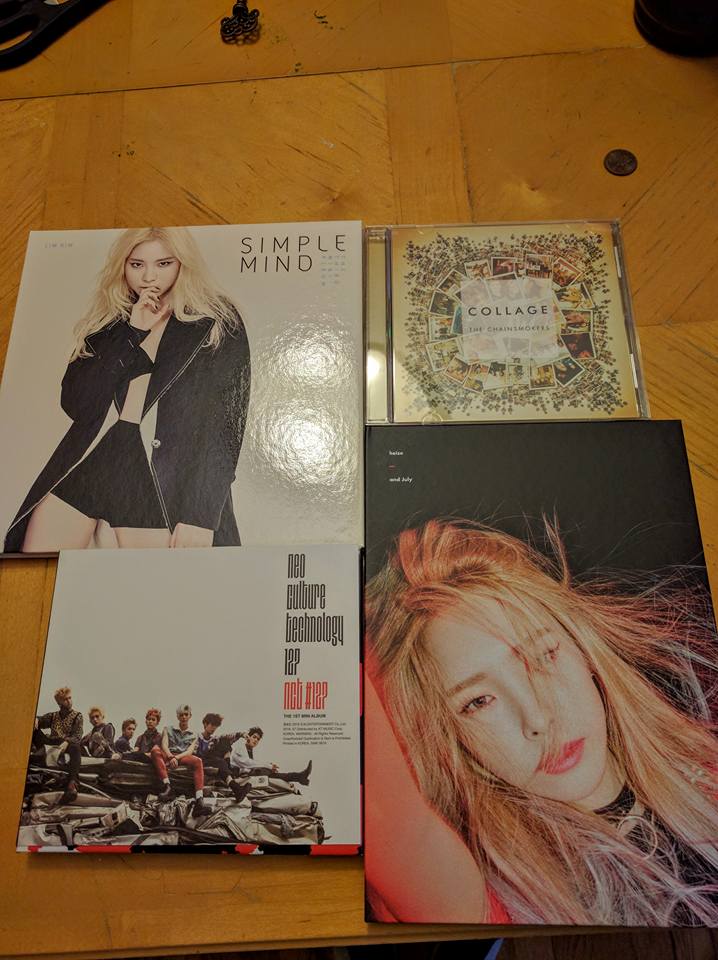 LIM KIM
SIMPLE
MIND
COLLAGE
THE CHAINSMOKERS
heize
and July
neo
culture
technology
127
nct #127
THE 1ST MINI ALBUM